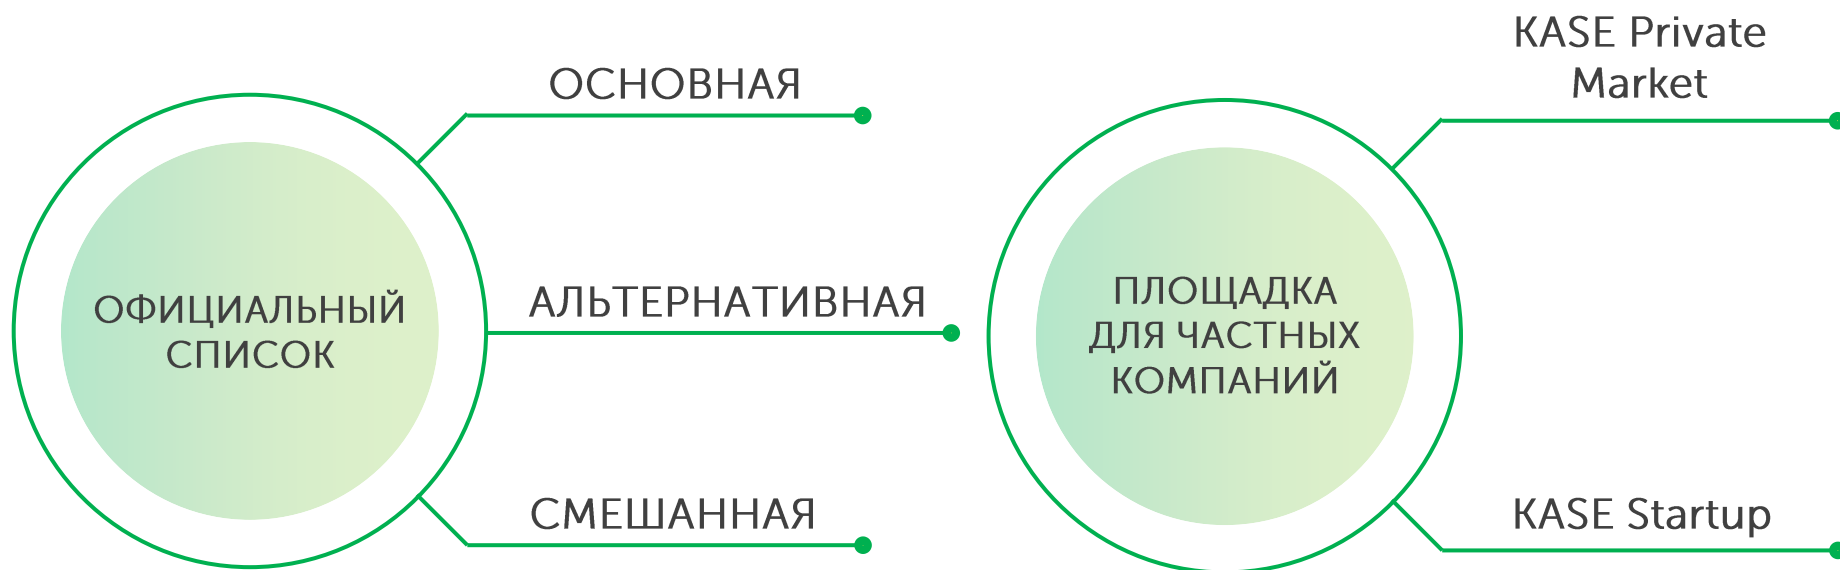 ОФИЦИАЛЬНЫЙ
СПИСОК
ОСНОВНАЯ
АЛЬТЕРНАТИВНАЯ
СМЕШАННАЯ
ПЛОЩАДКА
ДЛЯ ЧАСТНЫХ
КОМПАНИЙ
KASE Private
Market
KASE Startup